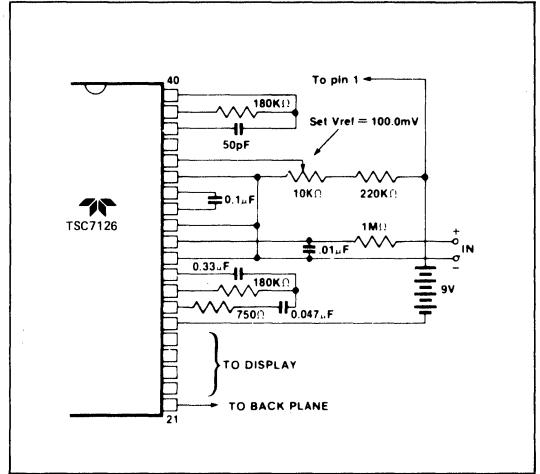 40
To pin 1
180KΩ
Set Vref = 100.0mV
50pF
10KΩ
220KΩ
0.1μF
TSC7126
1MΩ
+
IN
.01μF
−
0.33μF
180KΩ
9V
750Ω
0.047μF
TO DISPLAY
TO BACK PLANE
21